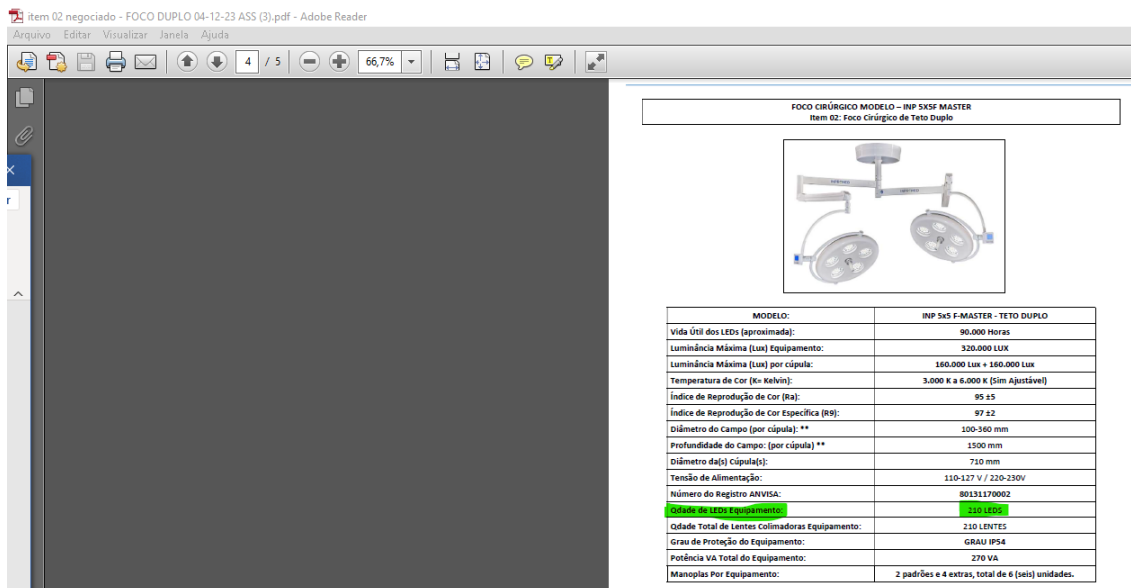 item 02 negociado - FOCO DUPLO 04-12-23 ASS (3).pdf - Adobe Reader
Arquivo Editar Visualizar Janela Ajuda
4 / 5 66,7%
r
FOCO CIRÚRGICO MODELO – INP 5X5F MASTER
Item 02: Foco Cirúrgico de Teto Duplo
MODELO: INP 5x5 F-MASTER - TETO DUPLO
Vida Útil dos LEDs (aproximada): 90.000 Horas
Luminância Máxima (Lux) Equipamento: 320.000 LUX
Luminância Máxima (Lux) por cúpula: 160.000 Lux + 160.000 Lux
Temperatura de Cor (K= Kelvin): 3.000 K a 6.000 K (Sim Ajustável)
Índice de Reprodução de Cor (Ra): 95 ±5
Índice de Reprodução de Cor Específica (R9): 97 ±2
Diâmetro do Campo (por cúpula): ** 100-360 mm
Profundidade do Campo: (por cúpula) ** 1500 mm
Diâmetro da(s) Cúpula(s): 710 mm
Tensão de Alimentação: 110-127 V / 220-230V
Número do Registro ANVISA: 80131170002
Qdade de LEDs Equipamento: 210 LEDS
Qdade Total de Lentes Colimadoras Equipamento: 210 LENTES
Grau de Proteção do Equipamento: GRAU IP54
Potência VA Total do Equipamento: 270 VA
Manoplas Por Equipamento: 2 padrões e 4 extras, total de 6 (seis) unidades.